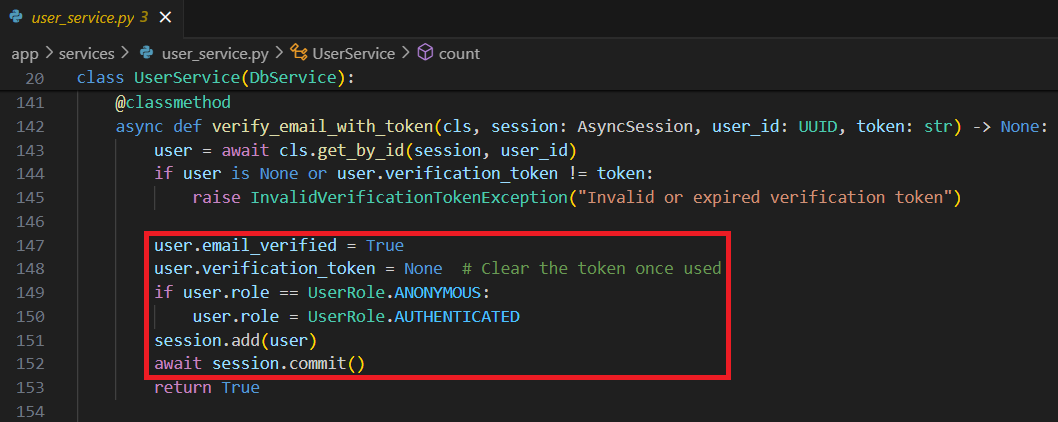 user_service.py 3 ×
app > services > user_service.py > UserService > count
20 class UserService(DbService):
141 @classmethod
142 async def verify_email_with_token(cls, session: AsyncSession, user_id: UUID, token: str) -> None:
143 user = await cls.get_by_id(session, user_id)
144 if user is None or user.verification_token != token:
145 raise InvalidVerificationTokenException("Invalid or expired verification token")
146
147 user.email_verified = True
148 user.verification_token = None  # Clear the token once used
149 if user.role == UserRole.ANONYMOUS:
150 user.role = UserRole.AUTHENTICATED
151 session.add(user)
152 await session.commit()
153 return True
154